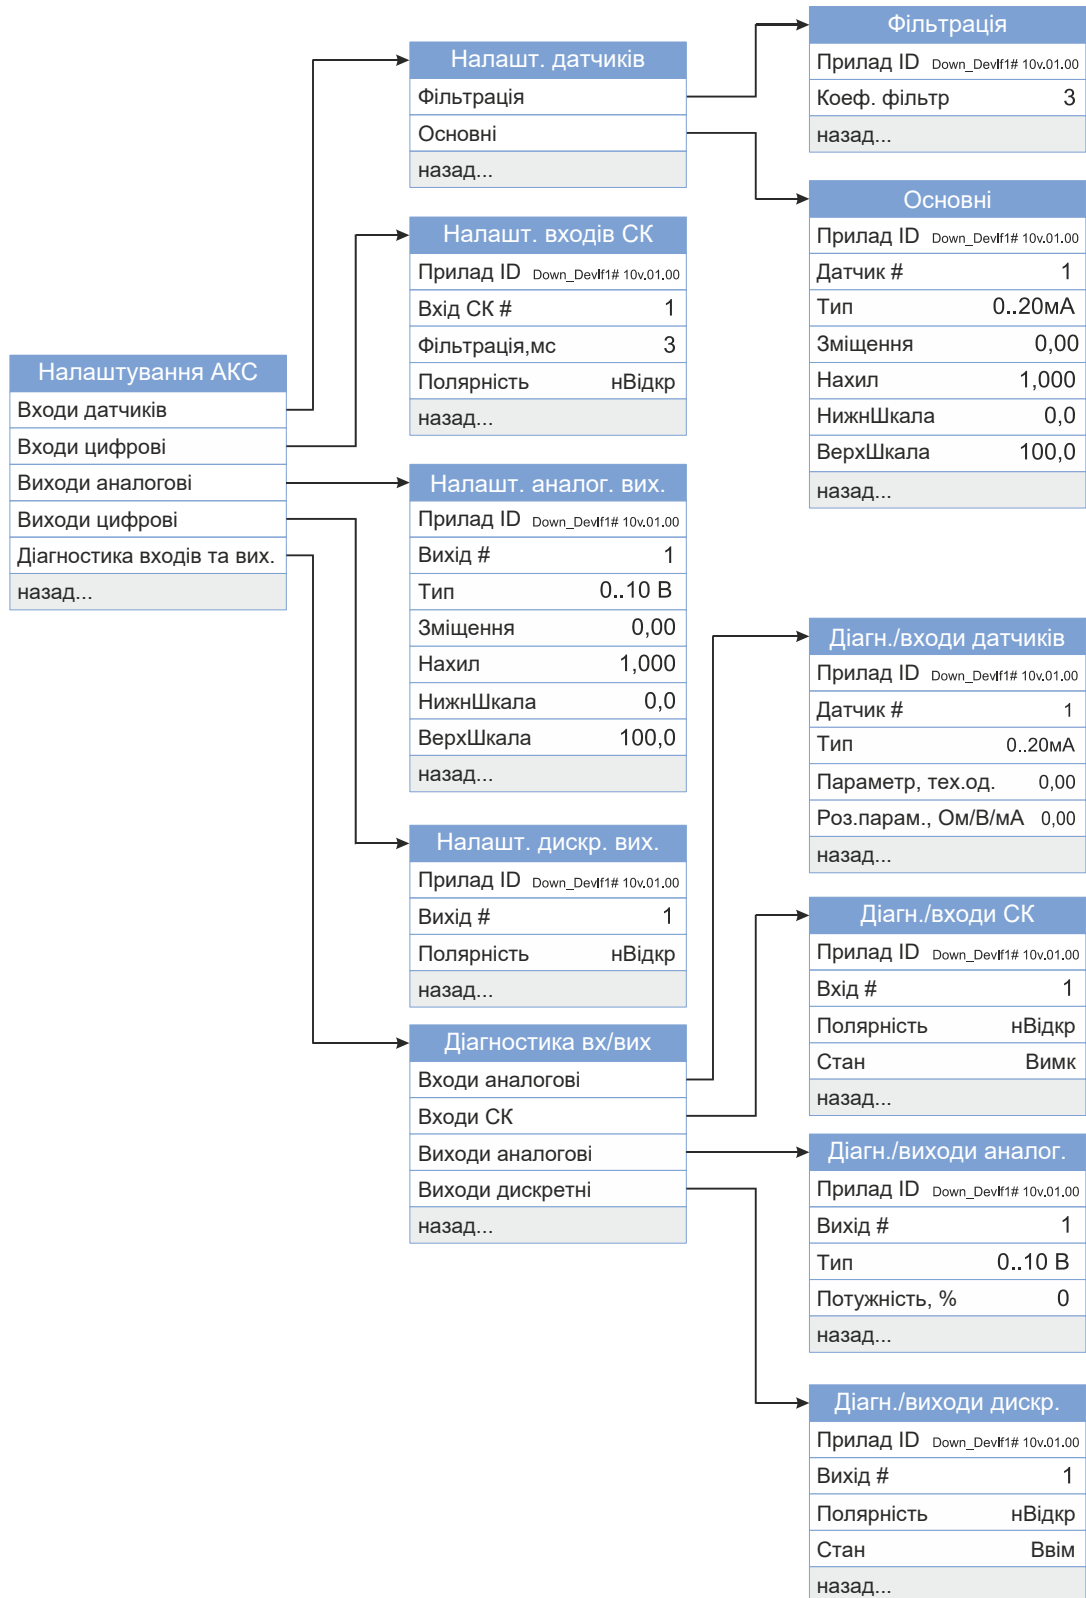 Налаштування АКС
Входи датчиків
Входи цифрові
Виходи аналогові
Виходи цифрові
Діагностика входів та вих.
назад...
Налашт. датчиків
Фільтрація
Основні
назад...
Налашт. входів СК
Прилад ID Down_DevIf1# 10v.01.00
Вхід СК # 1
Фільтрація,мс 3
Полярність нВідкр
назад...
Налашт. аналог. вих.
Прилад ID Down_DevIf1# 10v.01.00
Вихід # 1
Тип 0..10 В
Зміщення 0,00
Нахил 1,000
НижнШкала 0,0
ВерхШкала 100,0
назад...
Налашт. дискр. вих.
Прилад ID Down_DevIf1# 10v.01.00
Вихід # 1
Полярність нВідкр
назад...
Діагностика вх/вих
Входи аналогові
Входи СК
Виходи аналогові
Виходи дискретні
назад...
Фільтрація
Прилад ID Down_DevIf1# 10v.01.00
Коеф. фільтр 3
назад...
Основні
Прилад ID Down_DevIf1# 10v.01.00
Датчик # 1
Тип 0..20мА
Зміщення 0,00
Нахил 1,000
НижнШкала 0,0
ВерхШкала 100,0
назад...
Діагн./входи датчиків
Прилад ID Down_DevIf1# 10v.01.00
Датчик # 1
Тип 0..20мА
Параметр, тех.од. 0,00
Роз.парам., Ом/В/мА 0,00
назад...
Діагн./входи СК
Прилад ID Down_DevIf1# 10v.01.00
Вхід # 1
Полярність нВідкр
Стан Вимк
назад...
Діагн./виходи аналог.
Прилад ID Down_DevIf1# 10v.01.00
Вихід # 1
Тип 0..10 В
Потужність, % 0
назад...
Діагн./виходи дискр.
Прилад ID Down_DevIf1# 10v.01.00
Вихід # 1
Полярність нВідкр
Стан Ввім
назад...